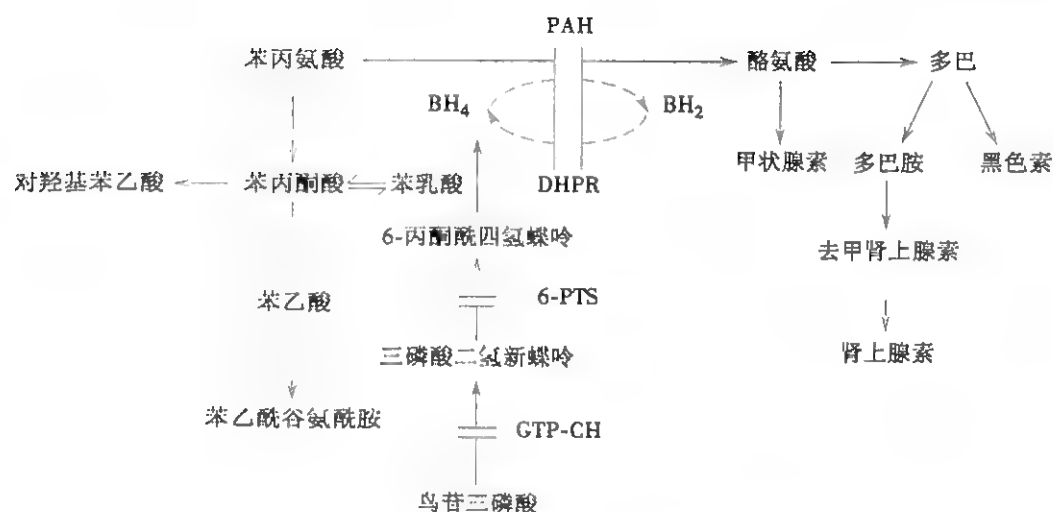 PAH
苯丙氨酸 酪氨酸 多巴
BH₄ BH₂
甲状腺素 多巴胺 黑色素
对羟基苯乙酸 苯丙酮酸 苯乳酸 DHPR
6-丙酮酰四氢蝶呤
去甲肾上腺素
苯乙酸 6-PTS
三磷酸二氢新蝶呤 肾上腺素
苯乙酰谷氨酰胺 GTP-CH
鸟苷三磷酸